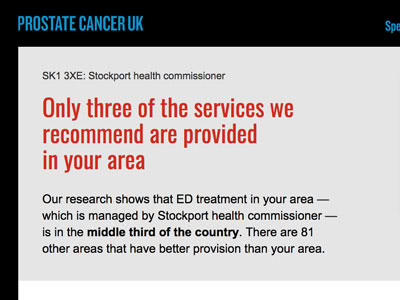 PROSTATE CANCER UK
Spe
SK1 3XE: Stockport health commissioner
Only three of the services we
recommend are provided
in your area
Our research shows that ED treatment in your area —
which is managed by Stockport health commissioner —
is in the middle third of the country. There are 81
other areas that have better provision than your area.